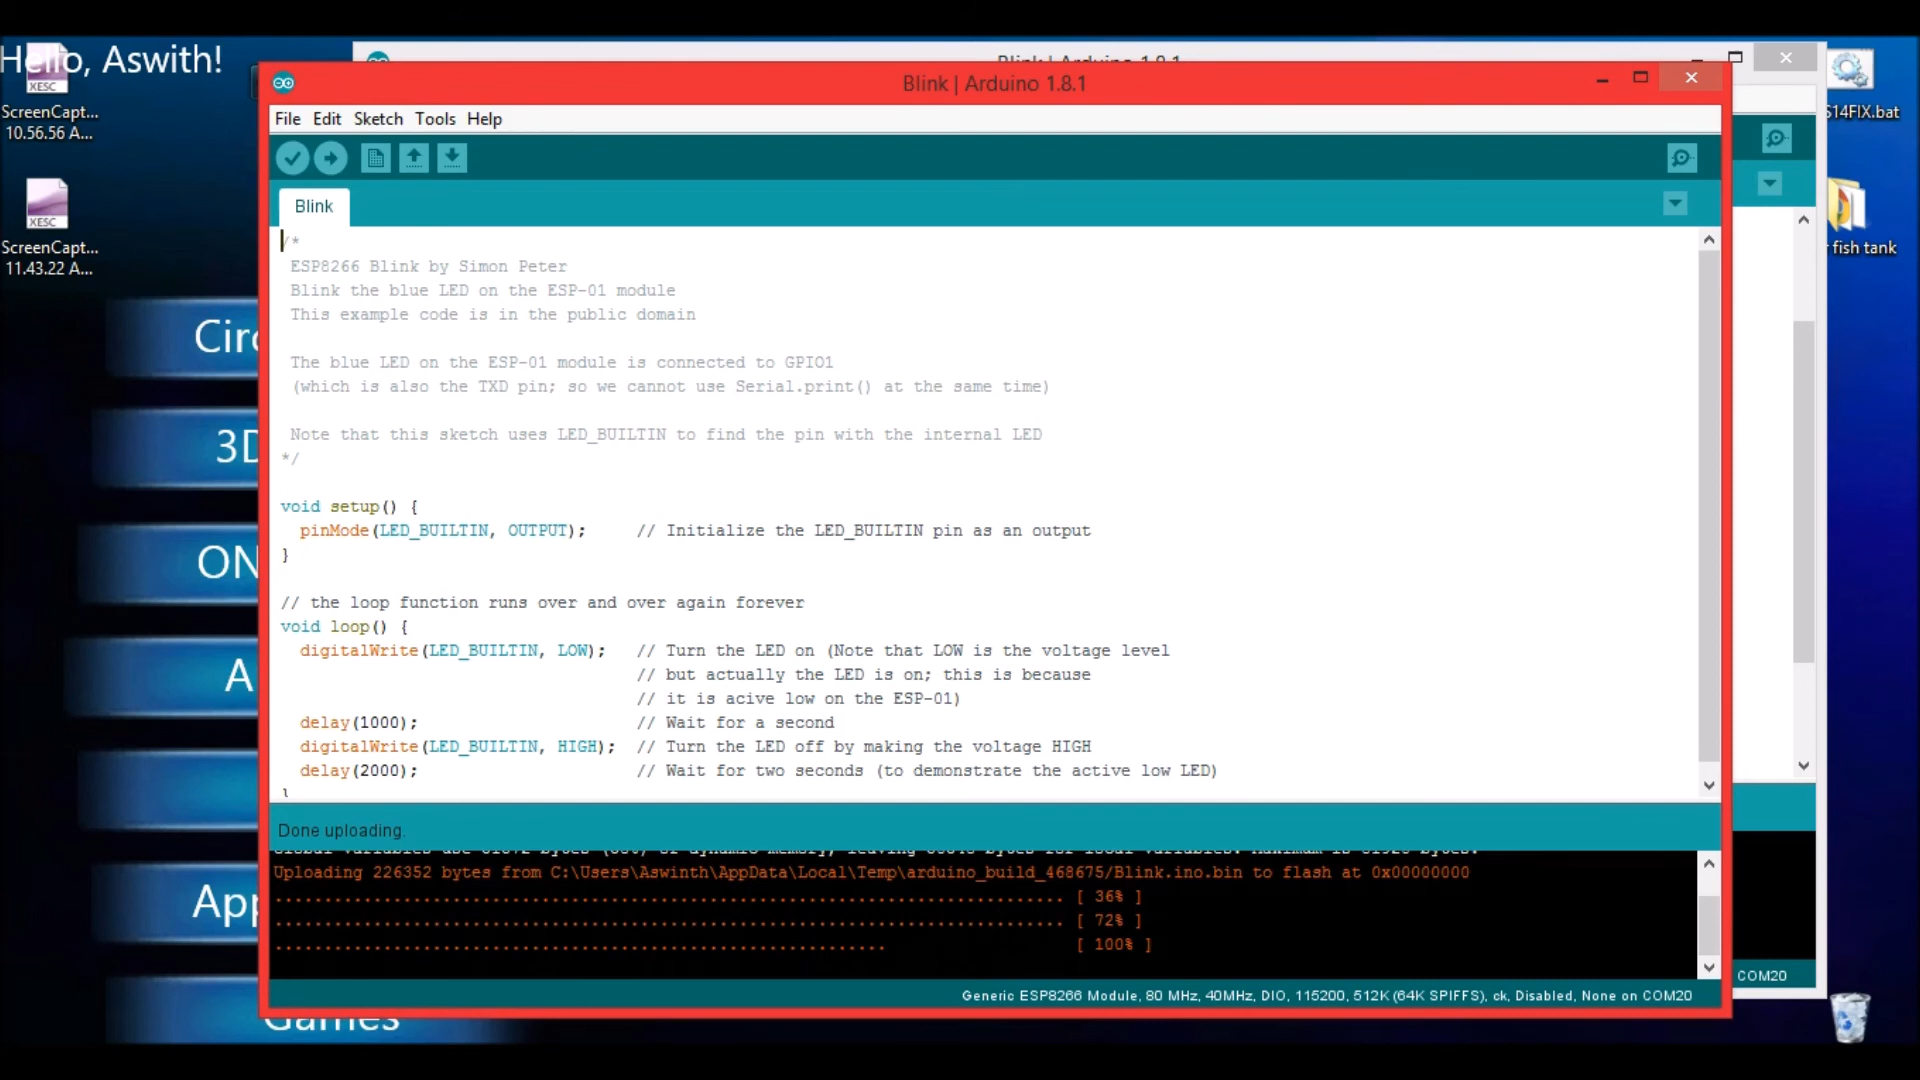 Hello, Aswith!
XESC
ScreenCapt...
10.56.56 A...
XESC
ScreenCapt...
11.43.22 A...
Circ
3D
ON
A
App
Games
Blink | Arduino 1.8.1
Blink | Arduino 1.8.1
File Edit Sketch Tools Help
Blink
/*
ESP8266 Blink by Simon Peter
Blink the blue LED on the ESP-01 module
This example code is in the public domain
The blue LED on the ESP-01 module is connected to GPIO1
(which is also the TXD pin; so we cannot use Serial.print() at the same time)
Note that this sketch uses LED_BUILTIN to find the pin with the internal LED
*/
void setup() {
pinMode(LED_BUILTIN, OUTPUT); // Initialize the LED_BUILTIN pin as an output
}
// the loop function runs over and over again forever
void loop() {
digitalWrite(LED_BUILTIN, LOW); // Turn the LED on (Note that LOW is the voltage level
// but actually the LED is on; this is because
// it is acive low on the ESP-01)
delay(1000); // Wait for a second
digitalWrite(LED_BUILTIN, HIGH); // Turn the LED off by making the voltage HIGH
delay(2000); // Wait for two seconds (to demonstrate the active low LED)
}
Done uploading.
Uploading 226352 bytes from C:\Users\Aswinth\AppData\Local\Temp\arduino_build_468675/Blink.ino.bin to flash at 0x00000000
................................................................................ [ 36% ]
................................................................................ [ 72% ]
.............................................................. [ 100% ]
Generic ESP8266 Module, 80 MHz, 40MHz, DIO, 115200, 512K (64K SPIFFS), ck, Disabled, None on COM20
COM20
S14FIX.bat
r fish tank